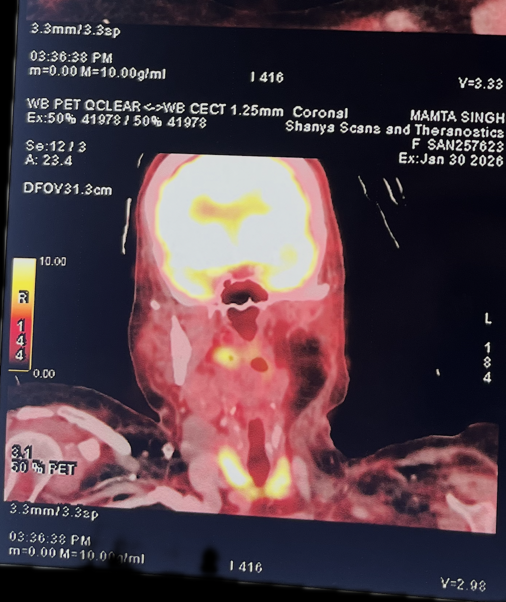 3.3mm/3.3sp
03:36:38 PM
m=0.00 M=10.00g/ml
I 416
V=3.33
WB PET QCLEAR <->WB CECT 1.25mm Coronal
Ex:50% 41978 / 50% 41978
MAMTA SINGH
Shanya Scans and Theranostics
F SAN257623
Ex:Jan 30 2026
Se:12 / 3
A: 23.4
DFOV31.3cm
10.00
R
1
4
4
0.00
L
1
8
4
3.1
50 % PET
3.3mm/3.3sp
03:36:38 PM
m=0.00 M=10.00g/ml
I 416
V=2.98